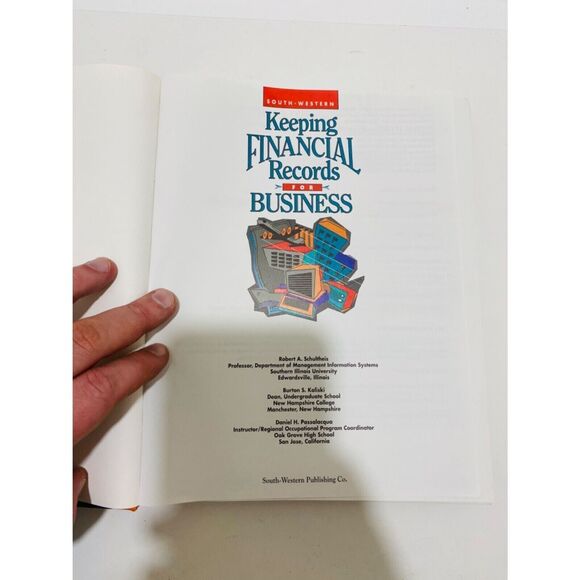 SOUTH-WESTERN
Keeping
FINANCIAL
Records
FOR
BUSINESS
Robert A. Schultheis
Professor, Department of Management Information Systems
Southern Illinois University
Edwardsville, Illinois
Burton S. Kaliski
Dean, Undergraduate School
New Hampshire College
Manchester, New Hampshire
Daniel H. Passalacqua
Instructor/Regional Occupational Program Coordinator
Oak Grove High School
San Jose, California
South-Western Publishing Co.